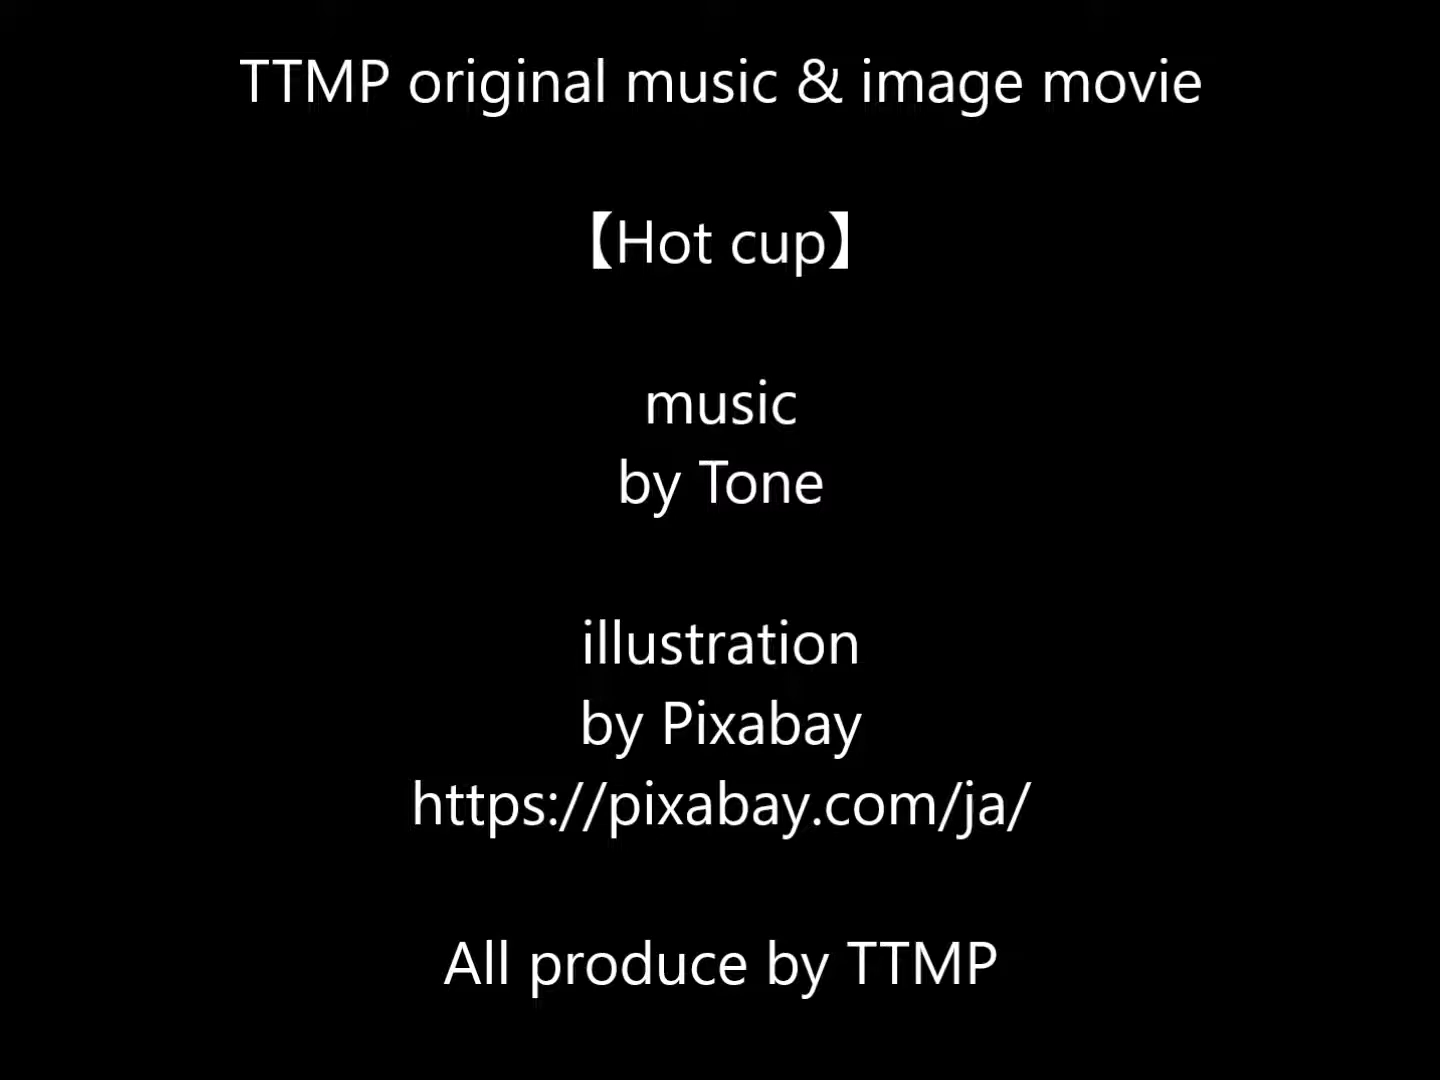 TTMP original music & image movie
【Hot cup】
music
by Tone
illustration
by Pixabay
https://pixabay.com/ja/
All produce by TTMP